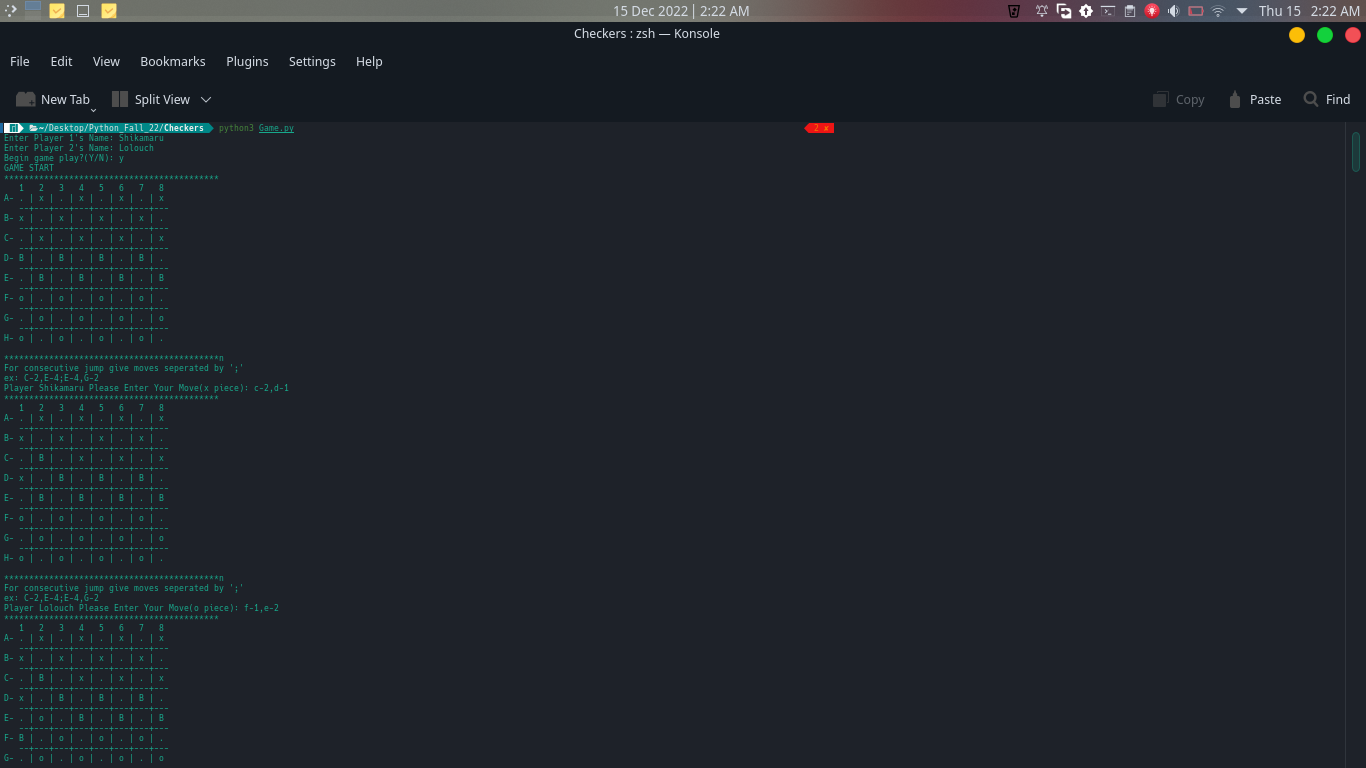 15 Dec 2022 | 2:22 AM
Thu 15 2:22 AM
Checkers : zsh — Konsole
File Edit View Bookmarks Plugins Settings Help
New Tab Split View Copy Paste Find
~/Desktop/Python_Fall_22/Checkers python3 Game.py 2 x
Enter Player 1's Name: Shikamaru
Enter Player 2's Name: Lolouch
Begin game play?(Y/N): y
GAME START
*******************************************
1 2 3 4 5 6 7 8
A- . | x | . | x | . | x | . | x
---+---+---+---+---+---+---+---
B- x | . | x | . | x | . | x | .
---+---+---+---+---+---+---+---
C- . | x | . | x | . | x | . | x
---+---+---+---+---+---+---+---
D- B | . | B | . | B | . | B | .
---+---+---+---+---+---+---+---
E- . | B | . | B | . | B | . | B
---+---+---+---+---+---+---+---
F- o | . | o | . | o | . | o | .
---+---+---+---+---+---+---+---
G- . | o | . | o | . | o | . | o
---+---+---+---+---+---+---+---
H- o | . | o | . | o | . | o | .
*******************************************n
For consecutive jump give moves seperated by ';'
ex: C-2,E-4;E-4,G-2
Player Shikamaru Please Enter Your Move(x piece): c-2,d-1
*******************************************
1 2 3 4 5 6 7 8
A- . | x | . | x | . | x | . | x
---+---+---+---+---+---+---+---
B- x | . | x | . | x | . | x | .
---+---+---+---+---+---+---+---
C- . | B | . | x | . | x | . | x
---+---+---+---+---+---+---+---
D- x | . | B | . | B | . | B | .
---+---+---+---+---+---+---+---
E- . | B | . | B | . | B | . | B
---+---+---+---+---+---+---+---
F- o | . | o | . | o | . | o | .
---+---+---+---+---+---+---+---
G- . | o | . | o | . | o | . | o
---+---+---+---+---+---+---+---
H- o | . | o | . | o | . | o | .
*******************************************n
For consecutive jump give moves seperated by ';'
ex: C-2,E-4;E-4,G-2
Player Lolouch Please Enter Your Move(o piece): f-1,e-2
*******************************************
1 2 3 4 5 6 7 8
A- . | x | . | x | . | x | . | x
---+---+---+---+---+---+---+---
B- x | . | x | . | x | . | x | .
---+---+---+---+---+---+---+---
C- . | B | . | x | . | x | . | x
---+---+---+---+---+---+---+---
D- x | . | B | . | B | . | B | .
---+---+---+---+---+---+---+---
E- . | o | . | B | . | B | . | B
---+---+---+---+---+---+---+---
F- B | . | o | . | o | . | o | .
---+---+---+---+---+---+---+---
G- . | o | . | o | . | o | . | o